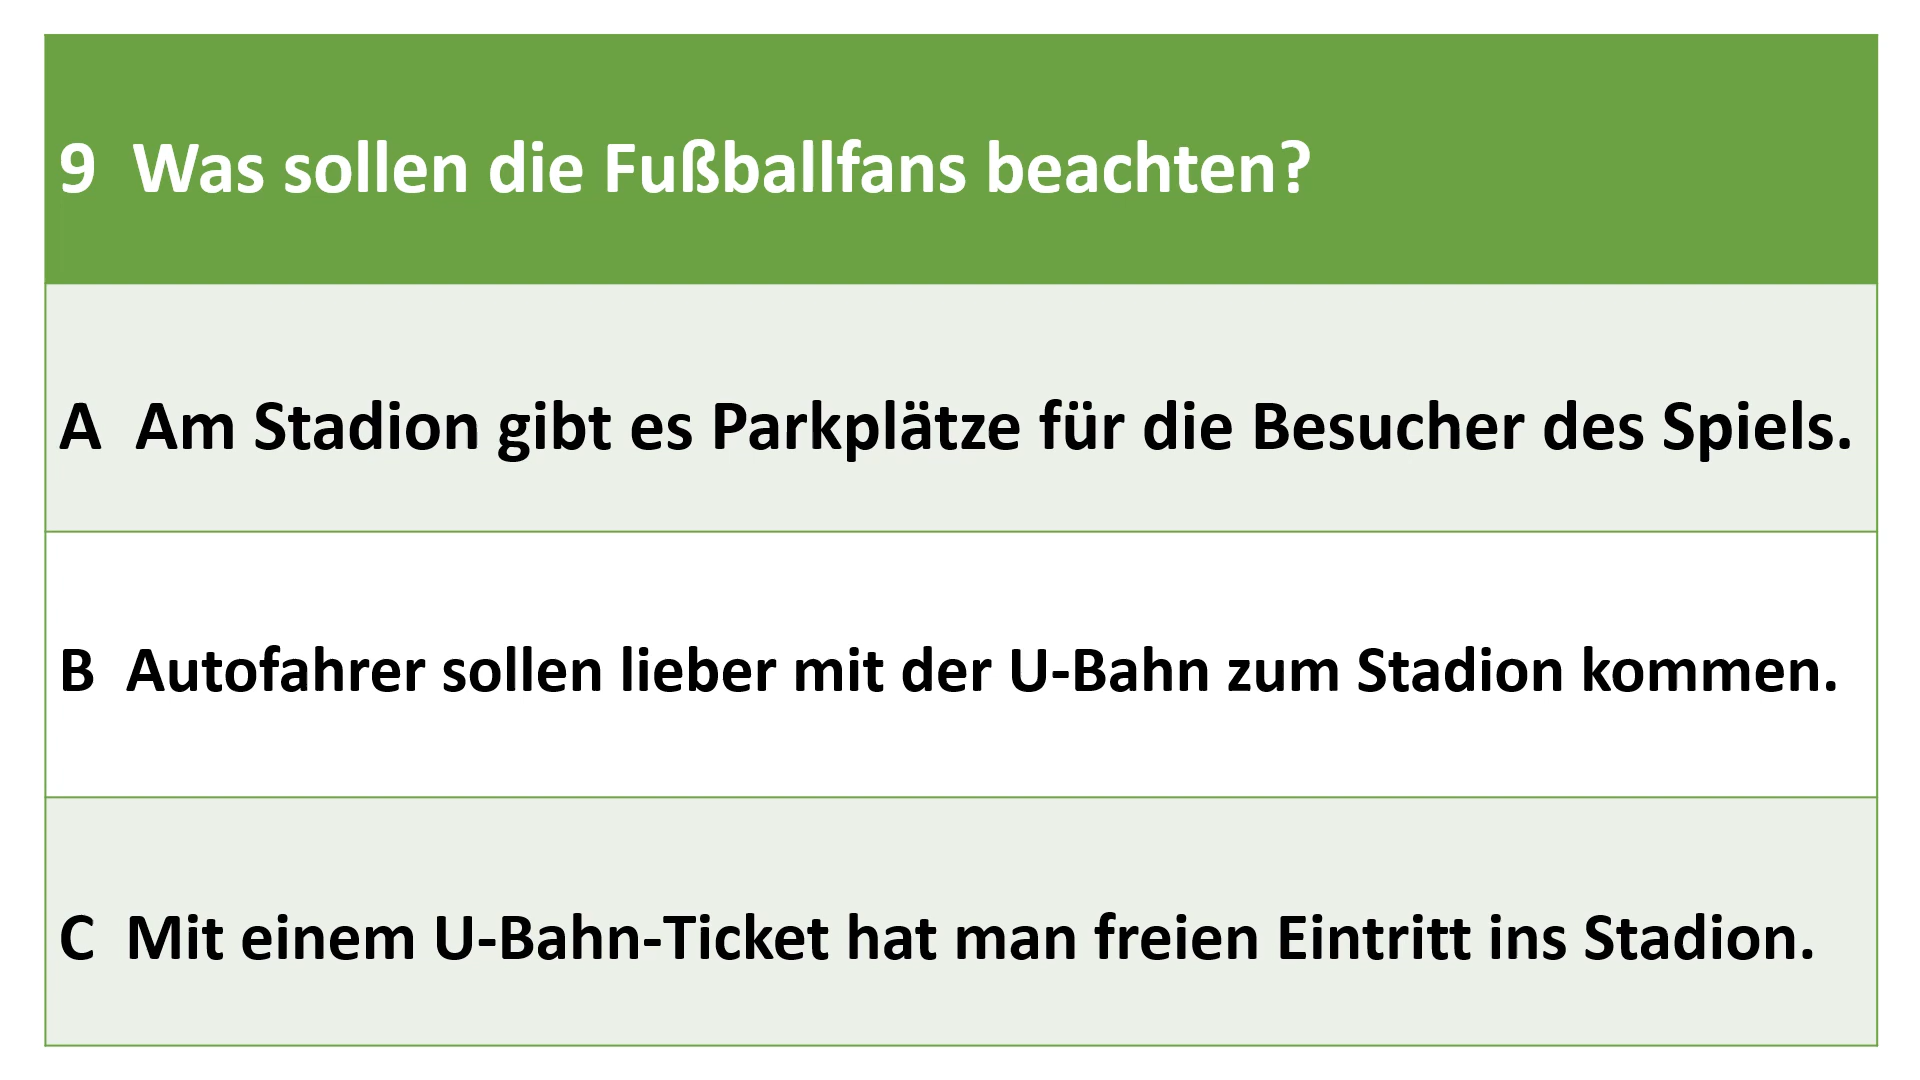 9 Was sollen die Fußballfans beachten?
A Am Stadion gibt es Parkplätze für die Besucher des Spiels.
B Autofahrer sollen lieber mit der U-Bahn zum Stadion kommen.
C Mit einem U-Bahn-Ticket hat man freien Eintritt ins Stadion.